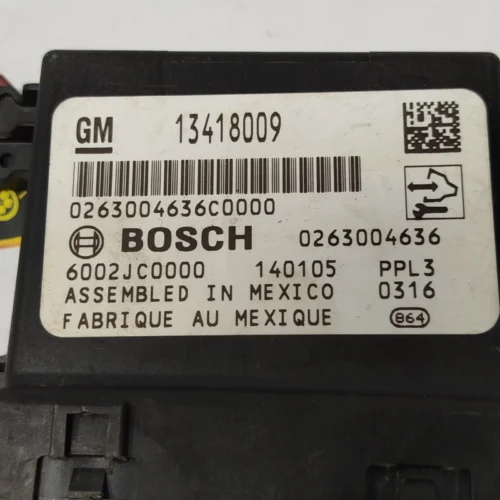 GM 13418009
0263004636C0000
BOSCH 0263004636
6002JC0000 140105 PPL3
ASSEMBLED IN MEXICO 0316
FABRIQUE AU MEXIQUE 864